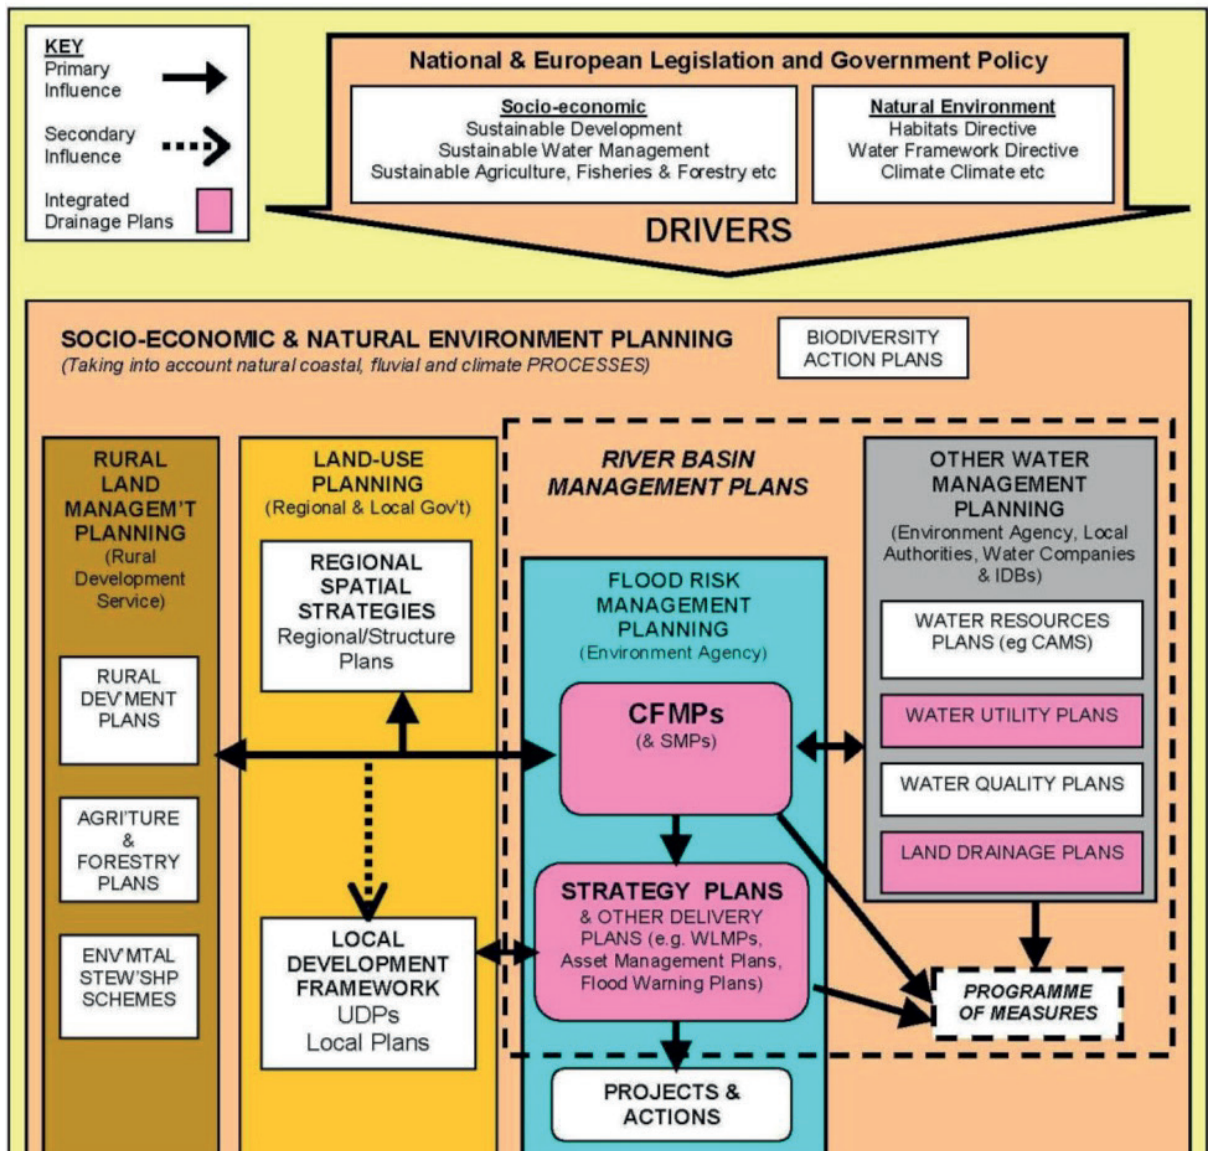 KEY
Primary
Influence
Secondary
Influence
Integrated
Drainage Plans
National & European Legislation and Government Policy
Socio-economic
Sustainable Development
Sustainable Water Management
Sustainable Agriculture, Fisheries & Forestry etc
Natural Environment
Habitats Directive
Water Framework Directive
Climate Climate etc
DRIVERS
SOCIO-ECONOMIC & NATURAL ENVIRONMENT PLANNING
(Taking into account natural coastal, fluvial and climate PROCESSES)
BIODIVERSITY
ACTION PLANS
RURAL
LAND
MANAGEM'T
PLANNING
(Rural
Development
Service)
RURAL
DEV'MENT
PLANS
AGRI'TURE
&
FORESTRY
PLANS
ENV'MTAL
STEW'SHP
SCHEMES
LAND-USE
PLANNING
(Regional & Local Gov't)
REGIONAL
SPATIAL
STRATEGIES
Regional/Structure
Plans
LOCAL
DEVELOPMENT
FRAMEWORK
UDPs
Local Plans
RIVER BASIN
MANAGEMENT PLANS
FLOOD RISK
MANAGEMENT
PLANNING
(Environment Agency)
CFMPs
(& SMPs)
STRATEGY PLANS
& OTHER DELIVERY
PLANS (e.g. WLMPs,
Asset Management Plans,
Flood Warning Plans)
PROJECTS &
ACTIONS
OTHER WATER
MANAGEMENT
PLANNING
(Environment Agency, Local
Authorities, Water Companies
& IDBs)
WATER RESOURCES
PLANS (eg CAMS)
WATER UTILITY PLANS
WATER QUALITY PLANS
LAND DRAINAGE PLANS
PROGRAMME
OF MEASURES